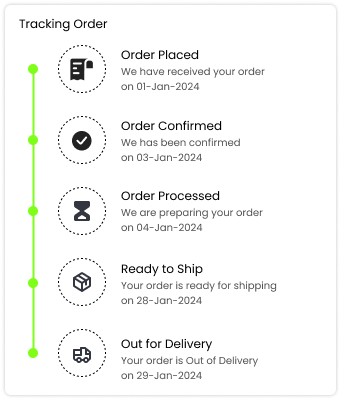 Tracking Order
Order Placed
We have received your order
on 01-Jan-2024
Order Confirmed
We has been confirmed
on 03-Jan-2024
Order Processed
We are preparing your order
on 04-Jan-2024
Ready to Ship
Your order is ready for shipping
on 28-Jan-2024
Out for Delivery
Your order is Out of Delivery
on 29-Jan-2024